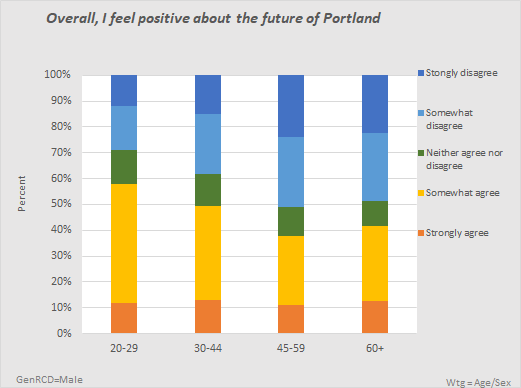 Overall, I feel positive about the future of Portland
100%
90%
80%
70%
60%
50%
40%
30%
20%
10%
0%
Percent
20-29
30-44
45-59
60+
Stongly disagree
Somewhat
disagree
Neither agree nor
disagree
Somewhat agree
Strongly agree
GenRCD=Male
Wtg = Age/Sex